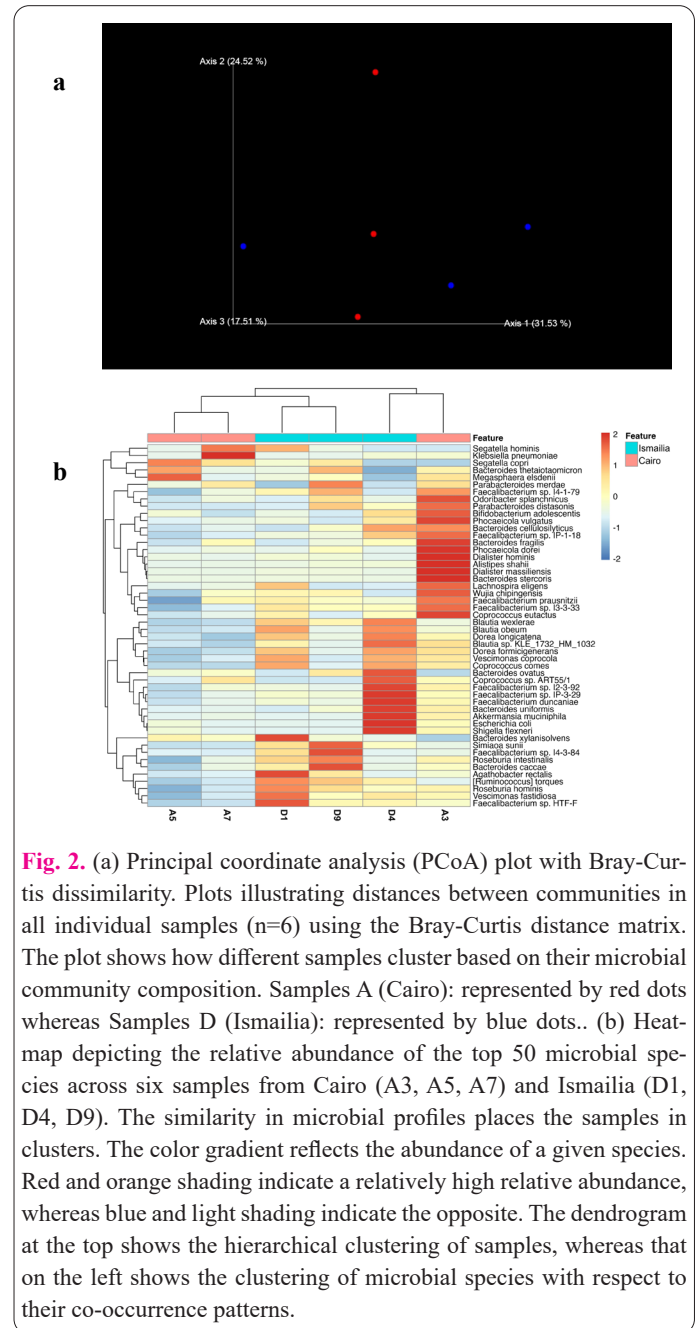 a
Axis 2 (24.52 %)
Axis 3 (17.51 %)
Axis 1 (31.53 %)
b
Feature
Segatella hominis
Klebsiella pneumoniae
Segatella copri
Bacteroides thetaiotaomicron
Megasphaera elsdenii
Parabacteroides merdae
Faecalibacterium sp. I4-1-79
Odoribacter splanchnicus
Parabacteroides distasonis
Bifidobacterium adolescentis
Phocaeicola vulgatus
Bacteroides cellulosilyticus
Faecalibacterium sp. IP-1-18
Bacteroides fragilis
Phocaeicola dorei
Dialister hominis
Alistipes shahii
Dialister massiliensis
Bacteroides stercoris
Lachnospira eligens
Wujia chipingensis
Faecalibacterium prausnitzii
Faecalibacterium sp. I3-3-33
Coprococcus eutactus
Blautia wexlerae
Blautia obeum
Dorea longicatena
Blautia sp. KLE_1732_HM_1032
Dorea formicigenerans
Vescimonas coprocola
Coprococcus comes
Bacteroides ovatus
Coprococcus sp. ART55/1
Faecalibacterium sp. I2-3-92
Faecalibacterium sp. IP-3-29
Faecalibacterium duncaniae
Bacteroides uniformis
Akkermansia muciniphila
Escherichia coli
Shigella flexneri
Bacteroides xylanisolvens
Simiaoa sunii
Faecalibacterium sp. I4-3-84
Roseburia intestinalis
Bacteroides caccae
Agathobacter rectalis
[Ruminococcus] torques
Roseburia hominis
Vescimonas fastidiosa
Faecalibacterium sp. HTF-F
A5
A7
D1
D9
D4
A3
2
1
0
-1
-2
Feature
Ismailia
Cairo
Fig. 2. (a) Principal coordinate analysis (PCoA) plot with Bray-Cur-
tis dissimilarity. Plots illustrating distances between communities in
all individual samples (n=6) using the Bray-Curtis distance matrix.
The plot shows how different samples cluster based on their microbial
community composition. Samples A (Cairo): represented by red dots
whereas Samples D (Ismailia): represented by blue dots.. (b) Heat-
map depicting the relative abundance of the top 50 microbial spe-
cies across six samples from Cairo (A3, A5, A7) and Ismailia (D1,
D4, D9). The similarity in microbial profiles places the samples in
clusters. The color gradient reflects the abundance of a given species.
Red and orange shading indicate a relatively high relative abundance,
whereas blue and light shading indicate the opposite. The dendrogram
at the top shows the hierarchical clustering of samples, whereas that
on the left shows the clustering of microbial species with respect to
their co-occurrence patterns.